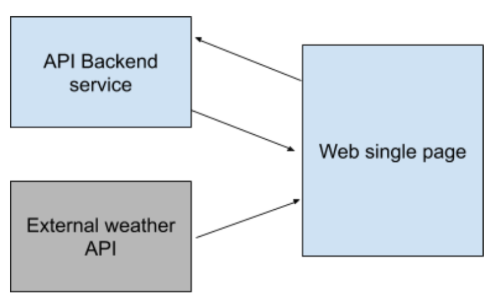 API Backend
service
Web single page
External weather
API